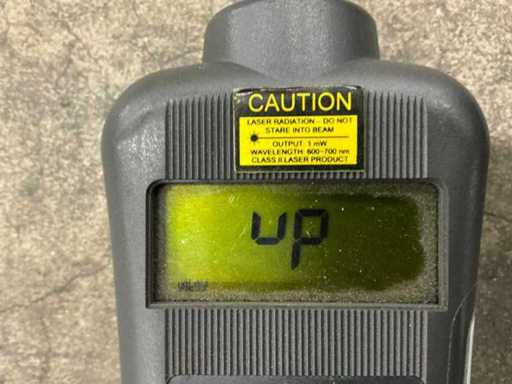 CAUTION
LASER RADIATION - DO NOT
STARE INTO BEAM
OUTPUT: 1 mW
WAVELENGTH: 600-700 nm
CLASS II LASER PRODUCT
up